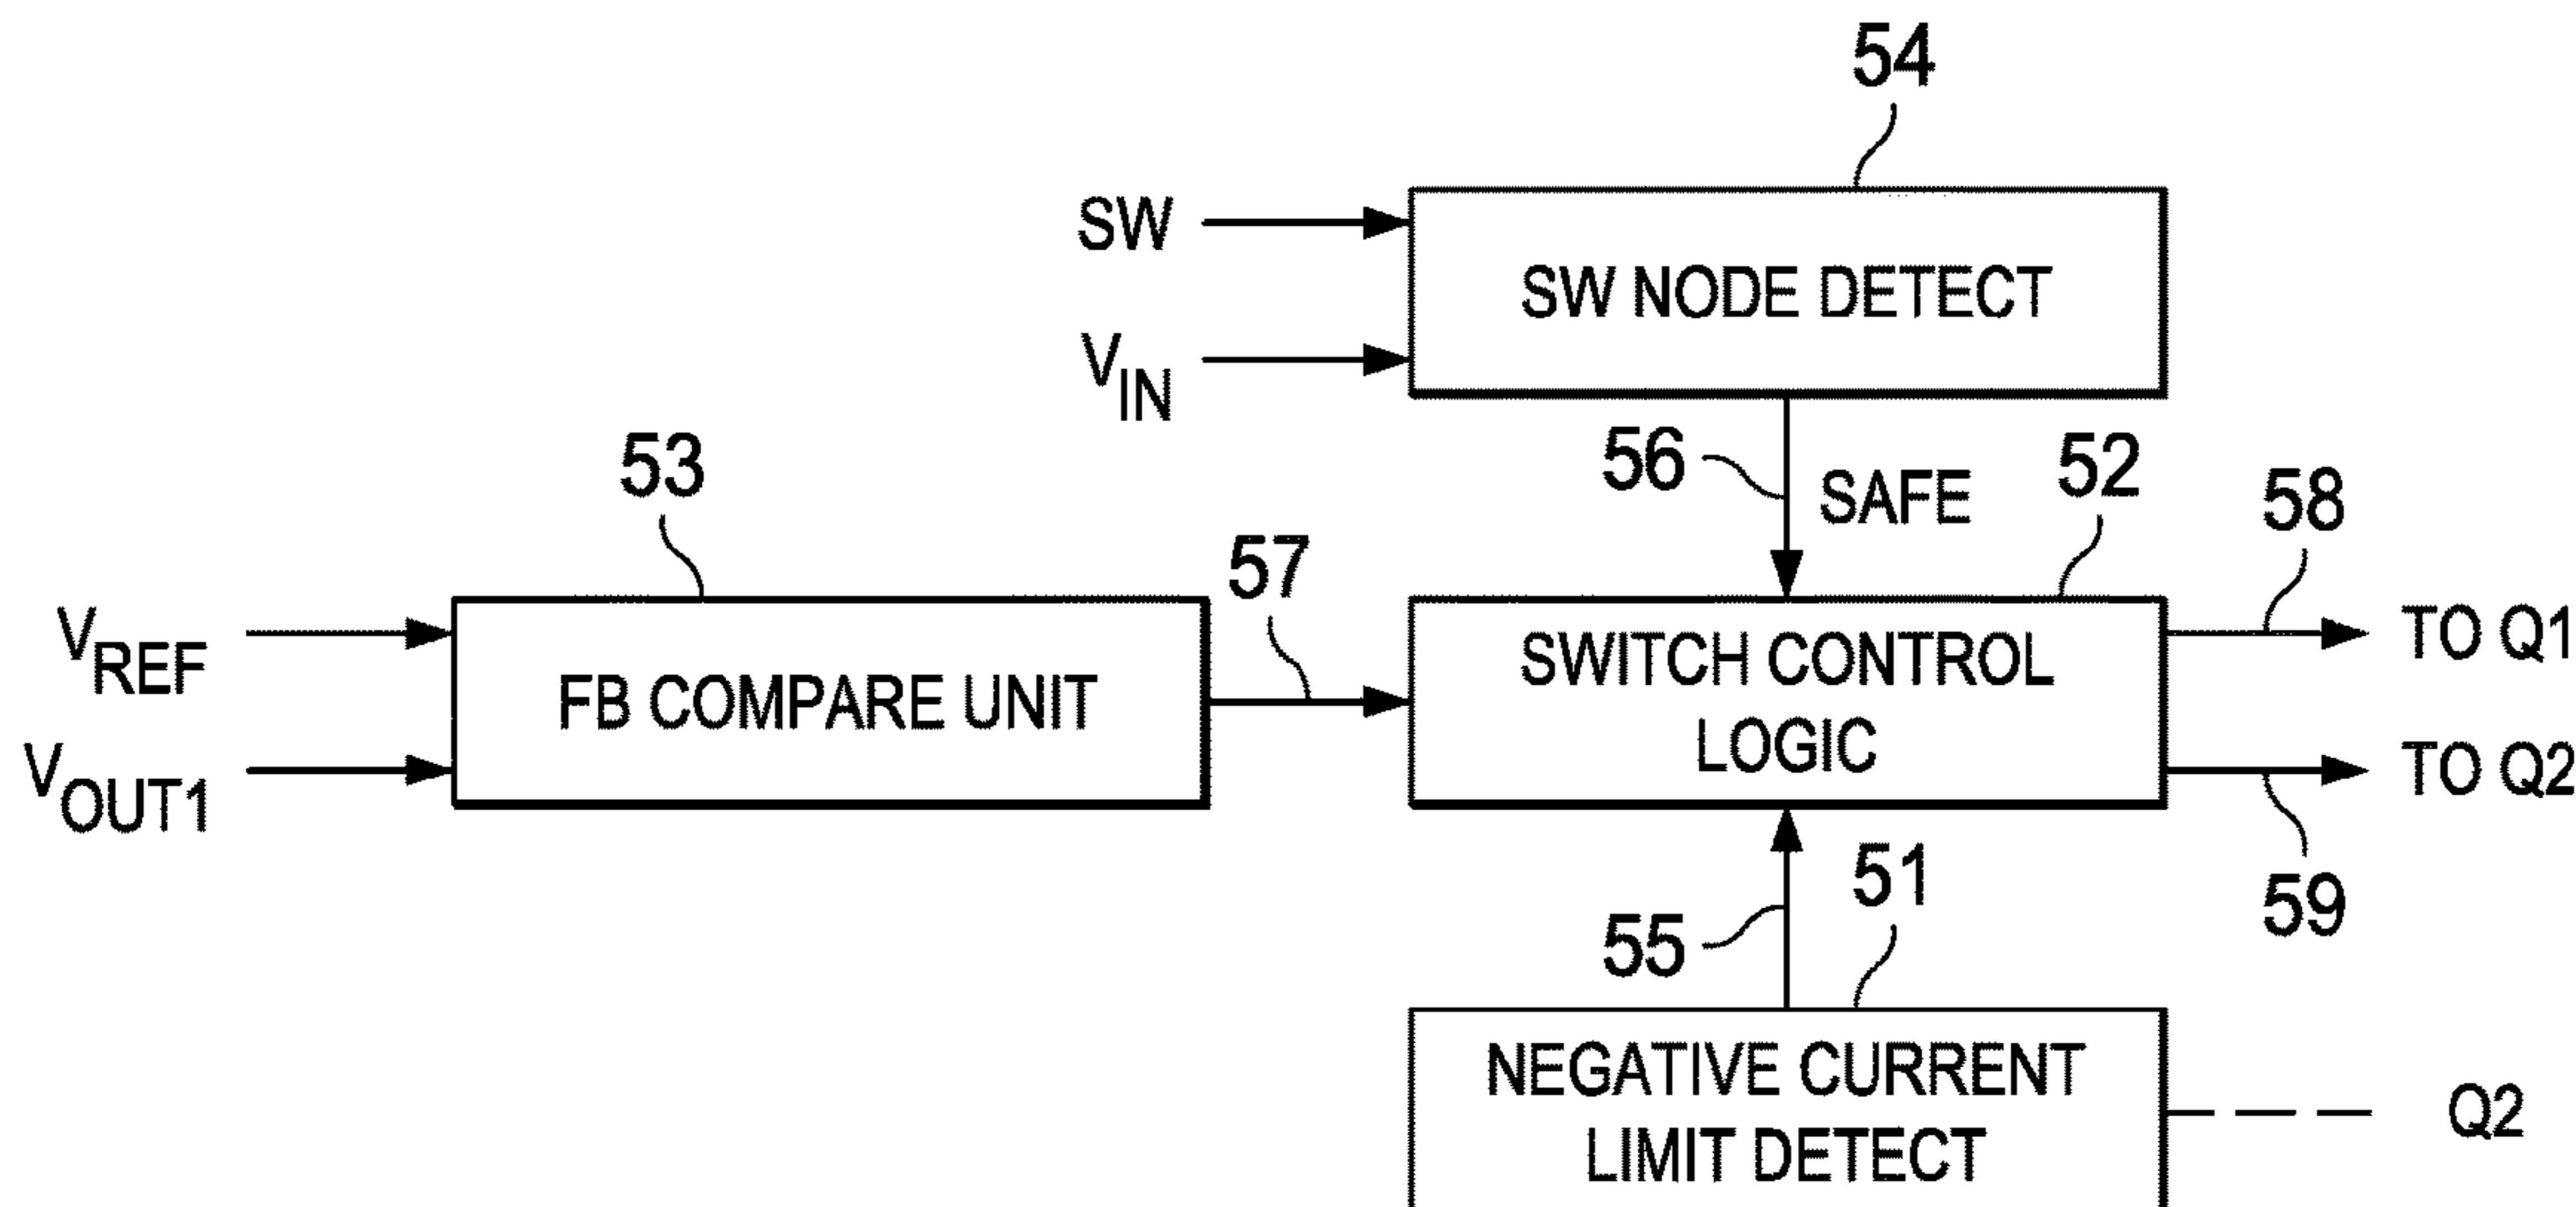 54
SW
SW NODE DETECT
VIN
53
56
SAFE
52
58
57
VREF
FB COMPARE UNIT
SWITCH CONTROL
LOGIC
TO Q1
VOUT1
TO Q2
51
55
59
NEGATIVE CURRENT
LIMIT DETECT
Q2